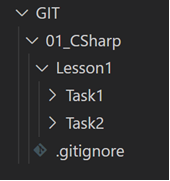 GIT
01_CSharp
Lesson1
Task1
Task2
.gitignore